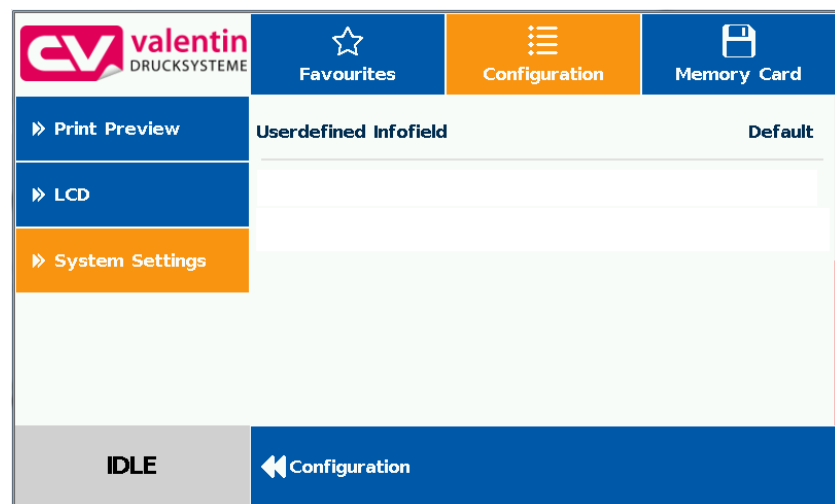 valentin
DRUCKSYSTEME
Favourites
Configuration
Memory Card
Print Preview
Userdefined Infofield Default
LCD
System Settings
IDLE
Configuration